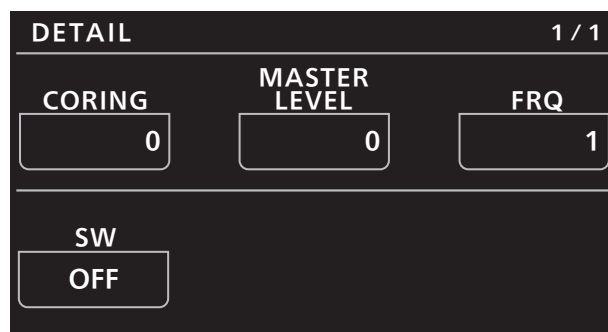 DETAIL 1 / 1
CORING MASTER LEVEL FRQ
0 0 1
SW
OFF